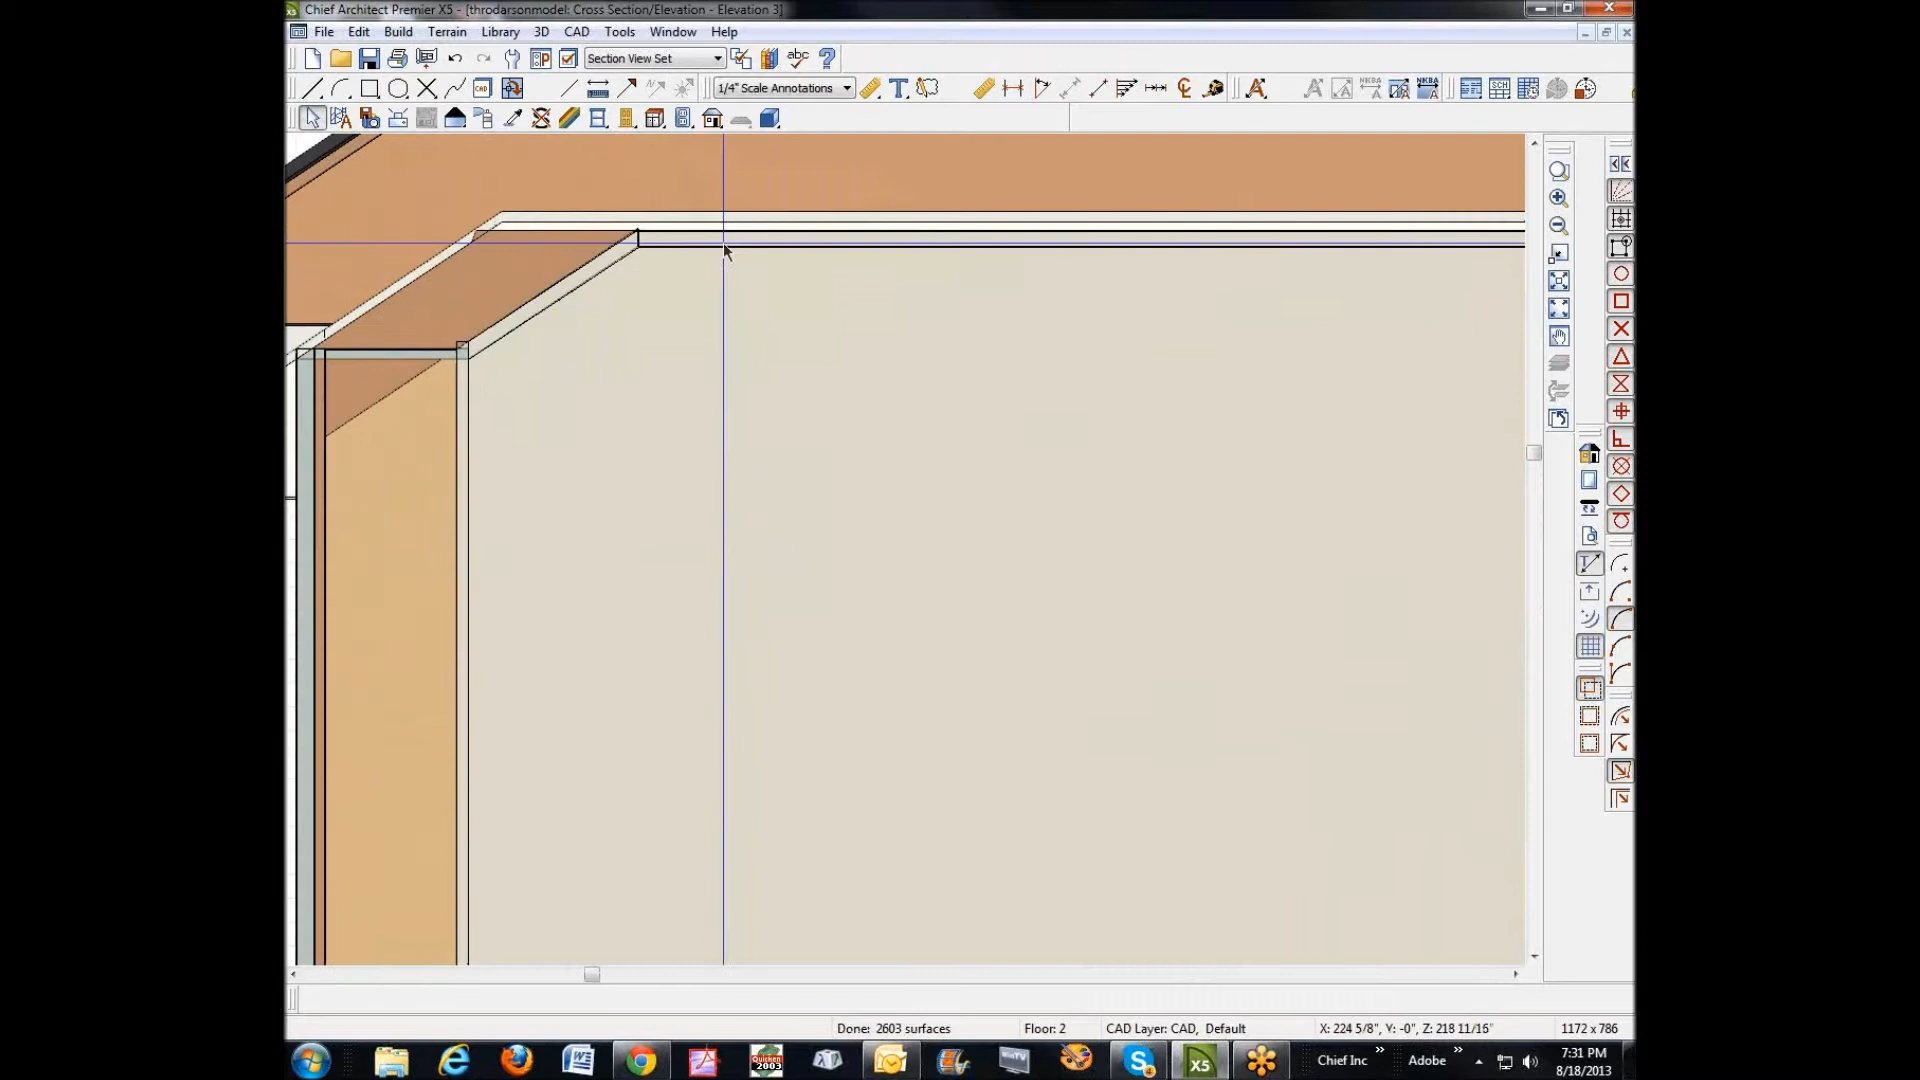 Chief Architect Premier X5 - [throdarsonmodel: Cross Section/Elevation - Elevation 3]
File Edit Build Terrain Library 3D CAD Tools Window Help
Section View Set
abc
1/4" Scale Annotations
Done: 2603 surfaces Floor: 2 CAD Layer: CAD, Default X: 224 5/8", Y: -0", Z: 218 11/16" 1172 x 786
Chief Inc » Adobe » 7:31 PM
8/18/2013